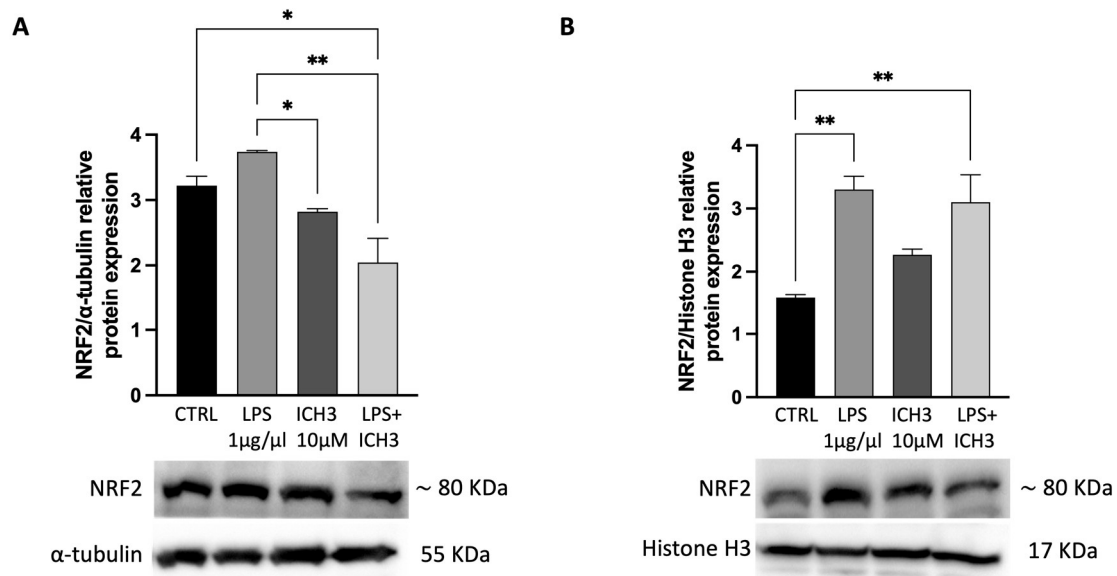 A
*
**
*
NRF2/α-tubulin relative
protein expression
4
3
2
1
0
CTRL LPS ICH3 LPS+
1µg/µl 10µM ICH3
NRF2 ~ 80 KDa
α-tubulin 55 KDa
B
**
**
NRF2/Histone H3 relative
protein expression
4
3
2
1
0
CTRL LPS ICH3 LPS+
1µg/µl 10µM ICH3
NRF2 ~ 80 KDa
Histone H3 17 KDa